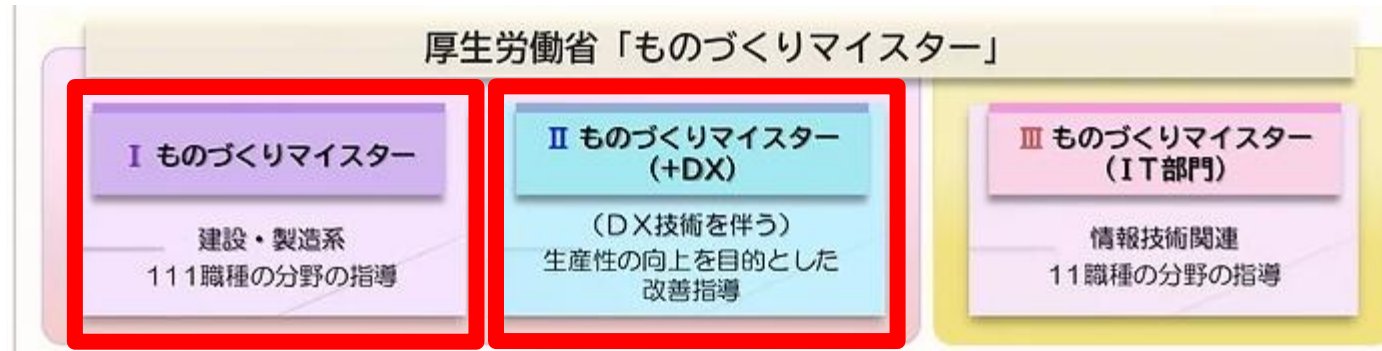 厚生労働省「ものづくりマイスター」
Ⅰ ものづくりマイスター
建設・製造系
111職種の分野の指導
Ⅱ ものづくりマイスター
(+DX)
(DX技術を伴う)
生産性の向上を目的とした
改善指導
Ⅲ ものづくりマイスター
(IT部門)
情報技術関連
11職種の分野の指導